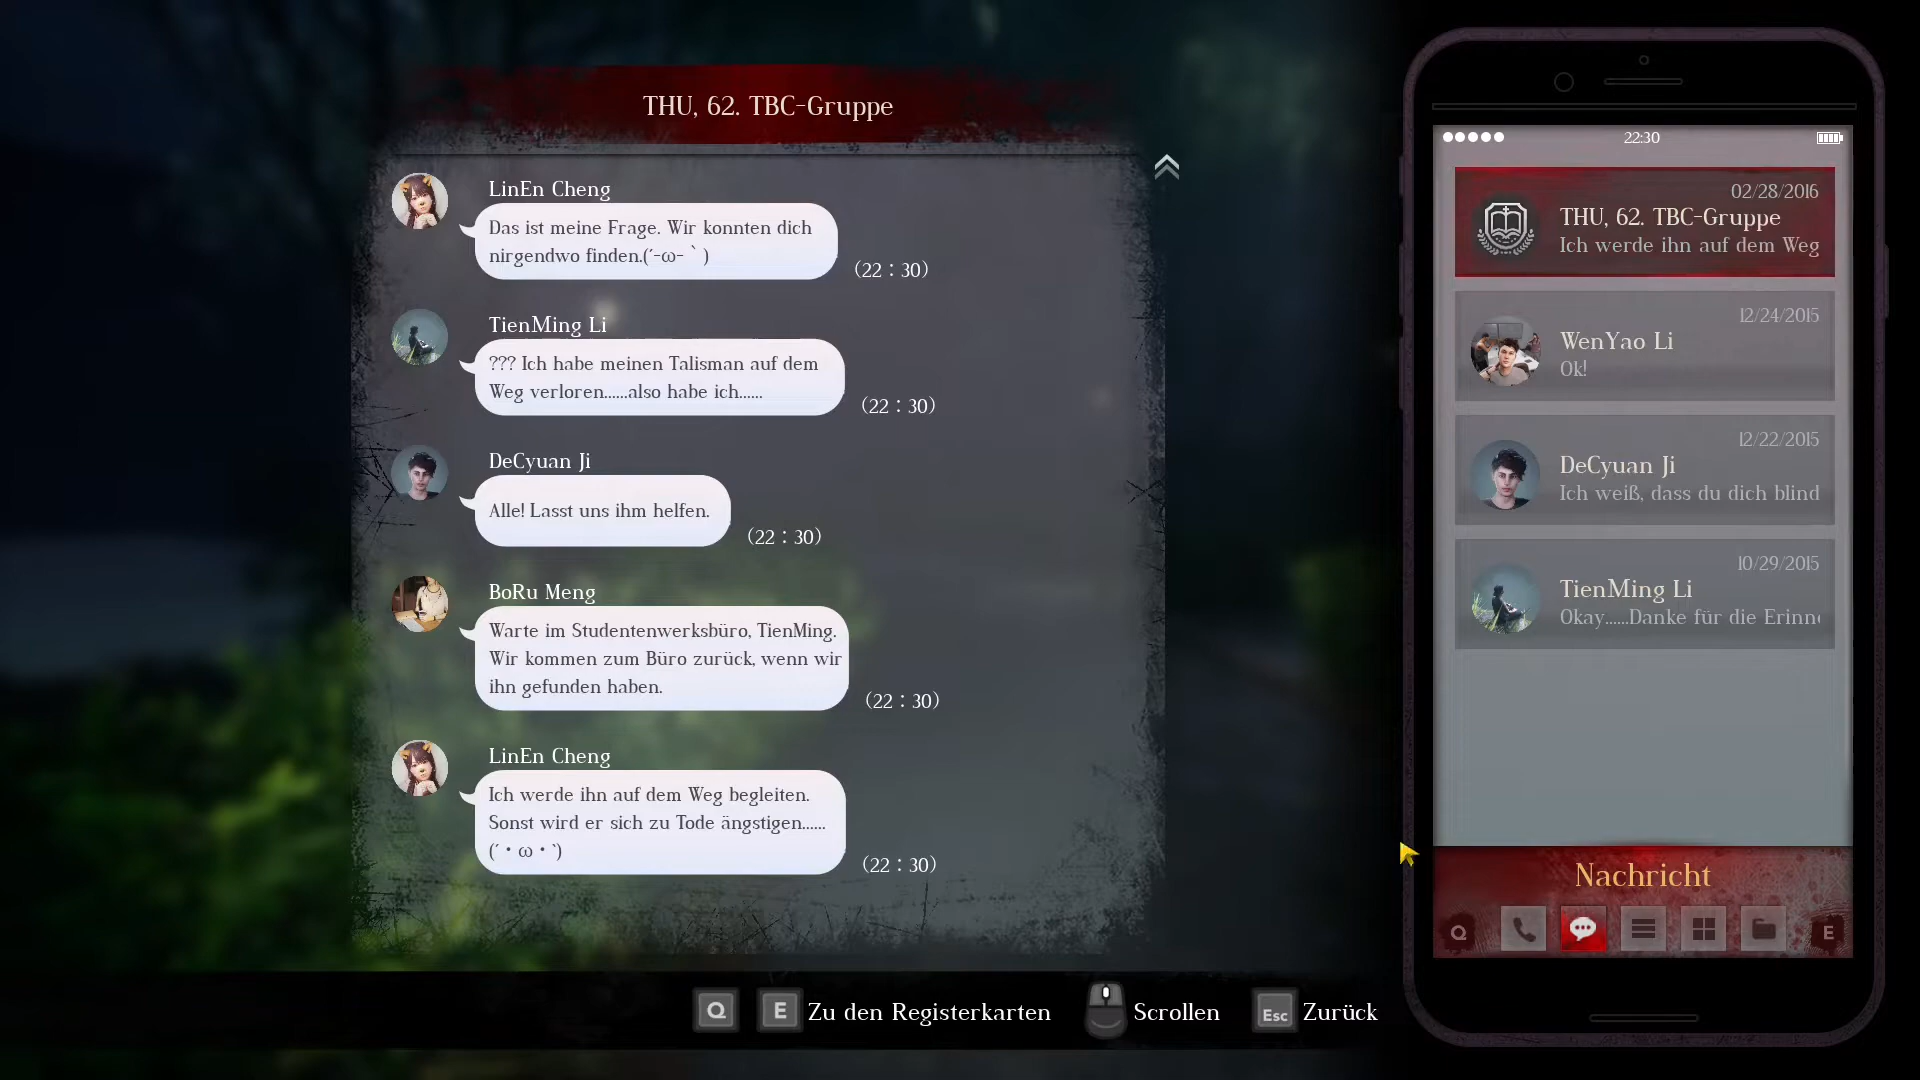 THU, 62. TBC-Gruppe
LinEn Cheng
Das ist meine Frage. Wir konnten dich
nirgendwo finden.(´-ω-｀)
(22：30)
TienMing Li
??? Ich habe meinen Talisman auf dem
Weg verloren......also habe ich......
(22：30)
DeCyuan Ji
Alle! Lasst uns ihm helfen.
(22：30)
BoRu Meng
Warte im Studentenwerksbüro, TienMing.
Wir kommen zum Büro zurück, wenn wir
ihn gefunden haben.
(22：30)
LinEn Cheng
Ich werde ihn auf dem Weg begleiten.
Sonst wird er sich zu Tode ängstigen......
(´・ω・`)
(22：30)
Q E Zu den Registerkarten Scrollen Esc Zurück
22:30
02/28/2016
THU, 62. TBC-Gruppe
Ich werde ihn auf dem Weg
12/24/2015
WenYao Li
Ok!
12/22/2015
DeCyuan Ji
Ich weiß, dass du dich blind
10/29/2015
TienMing Li
Okay......Danke für die Erinn
Nachricht
Q E